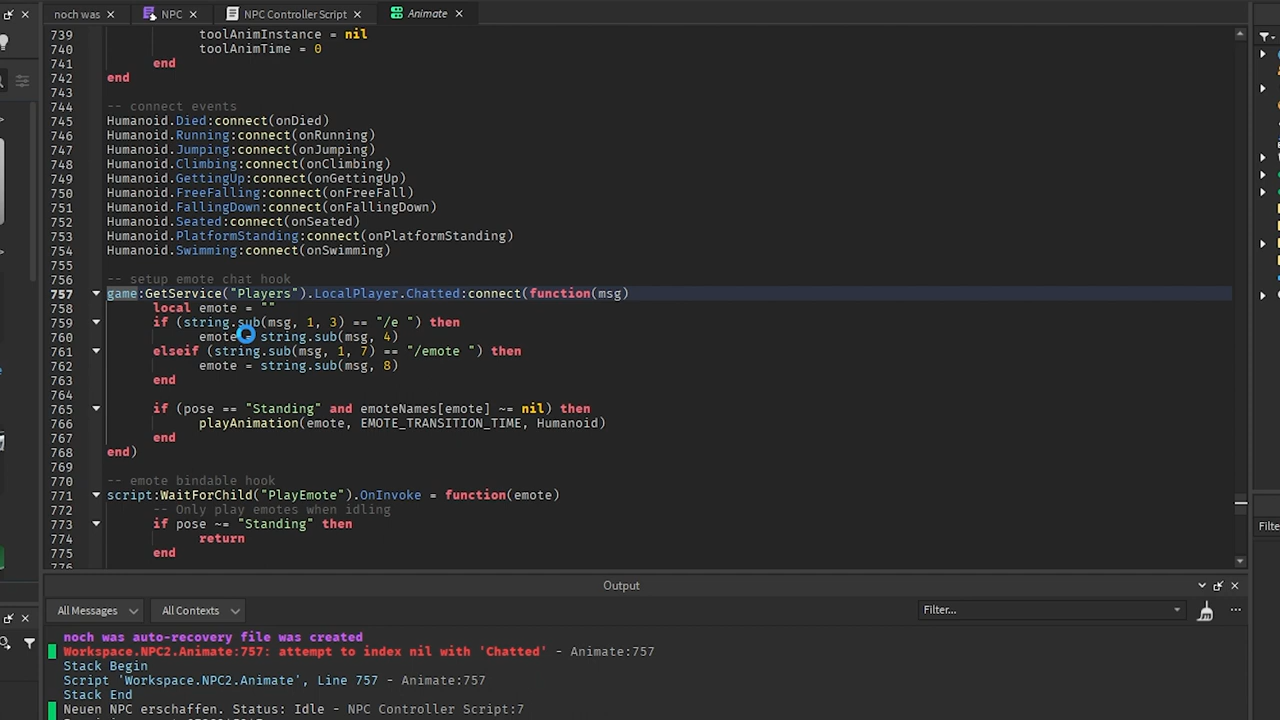 noch was
NPC
NPC Controller Script
Animate
739 toolAnimInstance = nil
740 toolAnimTime = 0
741 end
742 end
743
744 -- connect events
745 Humanoid.Died:connect(onDied)
746 Humanoid.Running:connect(onRunning)
747 Humanoid.Jumping:connect(onJumping)
748 Humanoid.Climbing:connect(onClimbing)
749 Humanoid.GettingUp:connect(onGettingUp)
750 Humanoid.FreeFalling:connect(onFreeFall)
751 Humanoid.FallingDown:connect(onFallingDown)
752 Humanoid.Seated:connect(onSeated)
753 Humanoid.PlatformStanding:connect(onPlatformStanding)
754 Humanoid.Swimming:connect(onSwimming)
755
756 -- setup emote chat hook
757 game:GetService("Players").LocalPlayer.Chatted:connect(function(msg)
758 local emote = ""
759 if (string.sub(msg, 1, 3) == "/e ") then
760 emote = string.sub(msg, 4)
761 elseif (string.sub(msg, 1, 7) == "/emote ") then
762 emote = string.sub(msg, 8)
763 end
764
765 if (pose == "Standing" and emoteNames[emote] ~= nil) then
766 playAnimation(emote, EMOTE_TRANSITION_TIME, Humanoid)
767 end
768 end)
769
770 -- emote bindable hook
771 script:WaitForChild("PlayEmote").OnInvoke = function(emote)
772 -- Only play emotes when idling
773 if pose ~= "Standing" then
774 return
775 end
776
Filte
Output
All Messages
All Contexts
Filter...
noch was auto-recovery file was created
Workspace.NPC2.Animate:757: attempt to index nil with 'Chatted' - Animate:757
Stack Begin
Script 'Workspace.NPC2.Animate', Line 757 - Animate:757
Stack End
Neuen NPC erschaffen. Status: Idle - NPC Controller Script:7